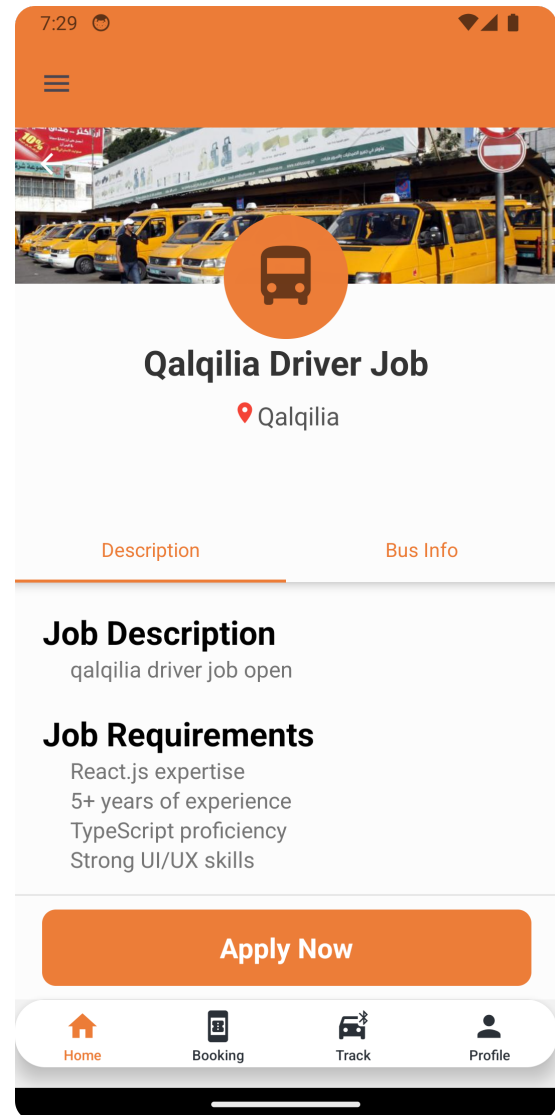 7:29
10%
Qalqilia Driver Job
Qalqilia
Description
Bus Info
Job Description
qalqilia driver job open
Job Requirements
React.js expertise
5+ years of experience
TypeScript proficiency
Strong UI/UX skills
Apply Now
Home
Booking
Track
Profile